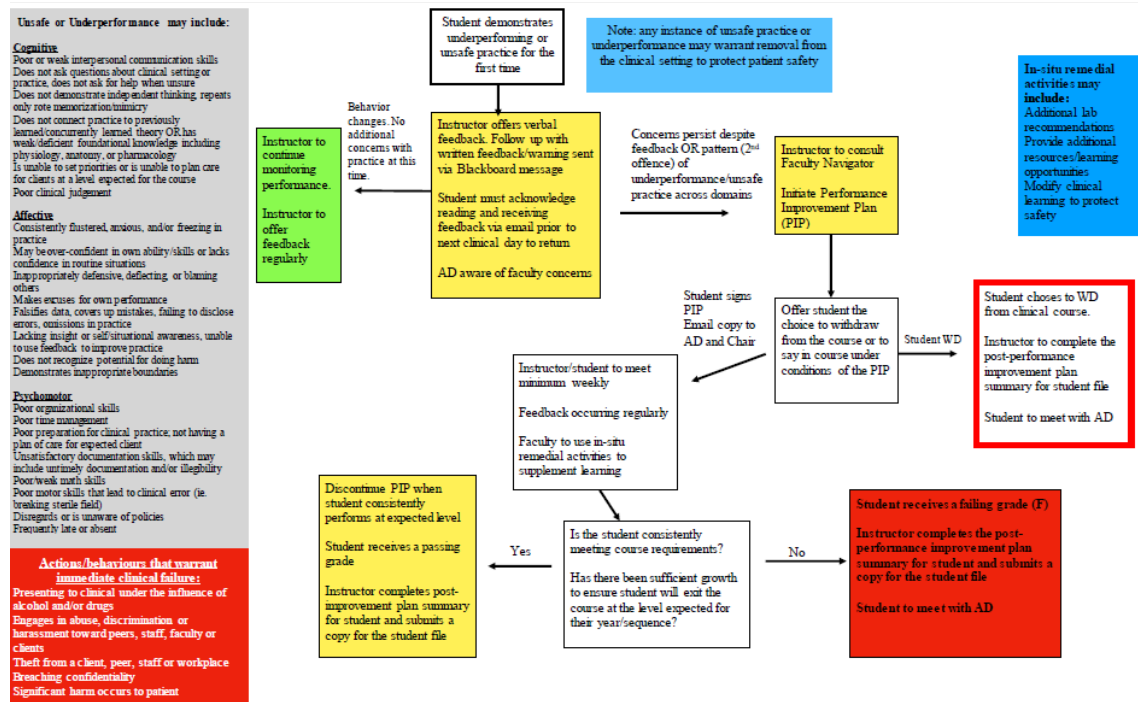 Unsafe or Underperformance may include:
Cognitive
Poor or weak interpersonal communication skills
Does not ask questions about clinical setting or
practice, does not ask for help when unsure
Does not demonstrate independent thinking, repeats
only rote memorization/mimicry
Does not connect practice to previously
learned/concurrently learned theory OR has
weak/deficient foundational knowledge including
physiology, anatomy, or pharmacology
Is unable to set priorities or is unable to plan care
for clients at a level expected for the course
Poor clinical judgement
Affective
Consistently flustered, anxious, and/or freezing in
practice
May be over-confident in own ability/skills or lacks
confidence in routine situations
Inappropriately defensive, deflecting, or blaming
others
Makes excuses for own performance
Falsifies data, covers up mistakes, failing to disclose
errors, omissions in practice
Lacking insight or self/situational awareness, unable
to use feedback to improve practice
Does not recognize potential for doing harm
Demonstrates inappropriate boundaries
Psychomotor
Poor organizational skills
Poor time management
Poor preparation for clinical practice; not having a
plan of care for expected client
Unsatisfactory documentation skills, which may
include untimely documentation and/or illegibility
Poor/weak math skills
Poor motor skills that lead to clinical error (ie.
breaking sterile field)
Disregards or is unaware of policies
Frequently late or absent
Actions/behaviours that warrant
immediate clinical failure:
Presenting to clinical under the influence of
alcohol and/or drugs
Engages in abuse, discrimination or
harassment toward peers, staff, faculty or
clients
Theft from a client, peer, staff or workplace
Breaching confidentiality
Significant harm occurs to patient
Student demonstrates
underperforming or
unsafe practice for the
first time
Note: any instance of unsafe practice or
underperformance may warrant removal from
the clinical setting to protect patient safety
In-situ remedial
activities may
include:
Additional lab
recommendations
Provide additional
resources/learning
opportunities
Modify clinical
learning to protect
safety
Behavior
changes. No
additional
concerns with
practice at this
time.
Instructor to
continue
monitoring
performance.
Instructor to
offer
feedback
regularly
Instructor offers verbal
feedback. Follow up with
written feedback/warning sent
via Blackboard message
Student must acknowledge
reading and receiving
feedback via email prior to
next clinical day to return
AD aware of faculty concerns
Concerns persist despite
feedback OR pattern (2nd
offence) of
underperformance/unsafe
practice across domains
Instructor to consult
Faculty Navigator
Initiate Performance
Improvement Plan
(PIP)
Student signs
PIP
Email copy to
AD and Chair
Offer student the
choice to withdraw
from the course or to
say in course under
conditions of the PIP
Student WD
Student choses to WD
from clinical course.
Instructor to complete the
post-performance
improvement plan
summary for student file
Student to meet with AD
Instructor/student to meet
minimum weekly
Feedback occurring regularly
Faculty to use in-situ
remedial activities to
supplement learning
Discontinue PIP when
student consistently
performs at expected level
Student receives a passing
grade
Instructor completes post-
improvement plan summary
for student and submits a
copy for the student file
Yes
Is the student consistently
meeting course requirements?
Has there been sufficient growth
to ensure student will exit the
course at the level expected for
their year/sequence?
No
Student receives a failing grade (F)
Instructor completes the post-
performance improvement plan
summary for student and submits a
copy for the student file
Student to meet with AD